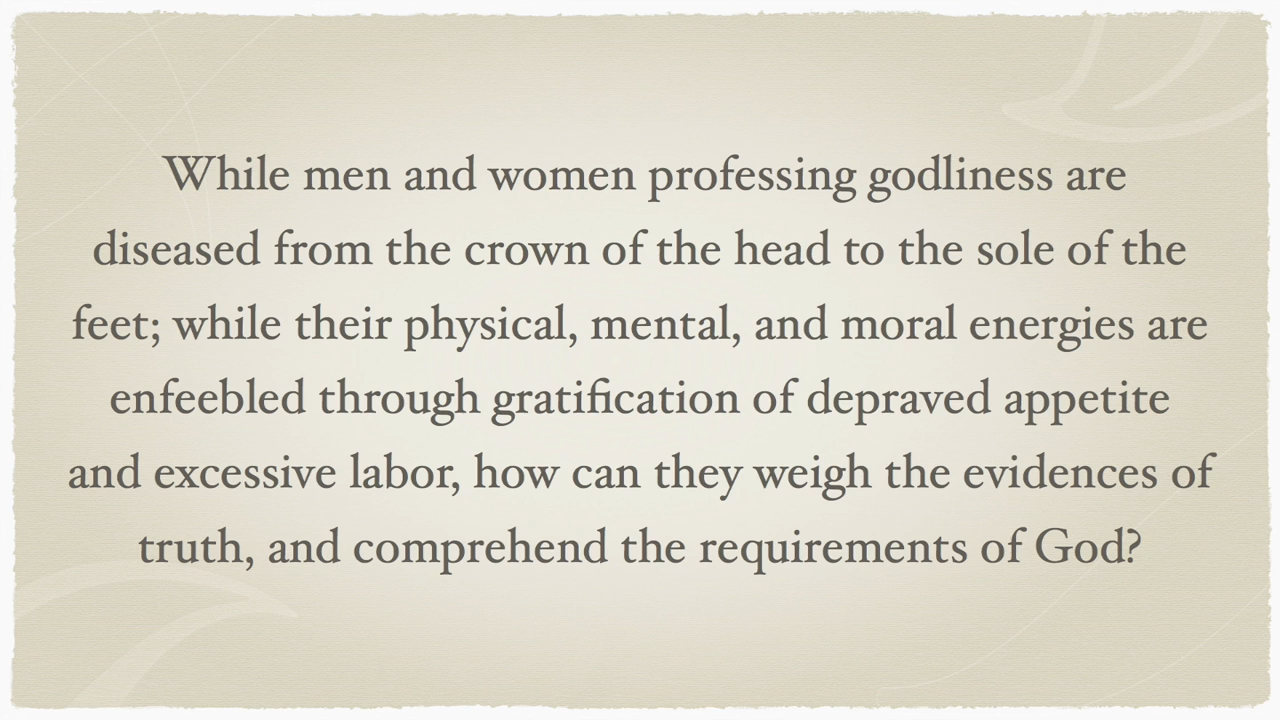 While men and women professing godliness are
diseased from the crown of the head to the sole of the
feet; while their physical, mental, and moral energies are
enfeebled through gratification of depraved appetite
and excessive labor, how can they weigh the evidences of
truth, and comprehend the requirements of God?